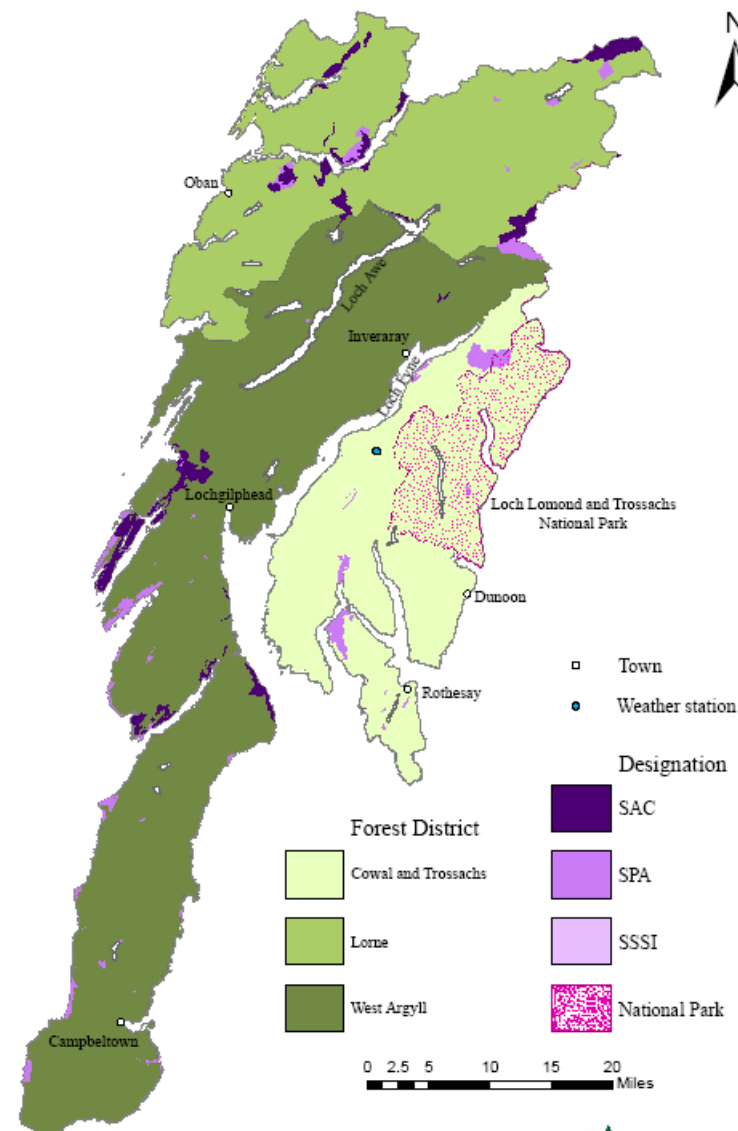 N
Oban
Loch Awe
Inveraray
Loch Fyne
Lochgilphead
Loch Lomond and Trossachs
National Park
Dunoon
Rothesay
Campbeltown
Town
Weather station
Designation
SAC
SPA
SSSI
National Park
Forest District
Cowal and Trossachs
Lorne
West Argyll
0 2.5 5 10 15 20
Miles